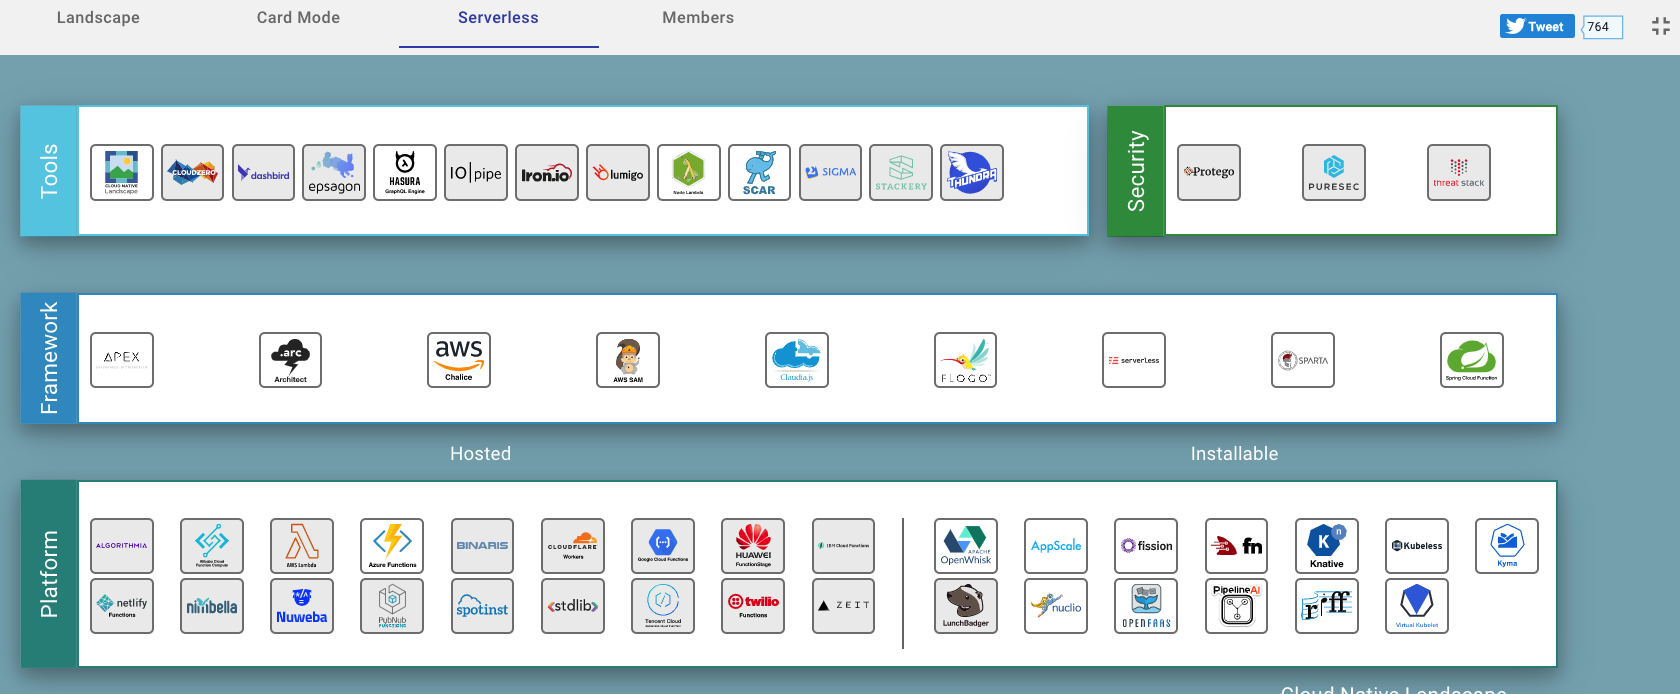 Landscape Card Mode Serverless Members
Tweet 764
Tools
CLOUD NATIVE Landscape
CLOUDZERO
dashbird
epsagon
HASURA GraphQL Engine
IO|pipe
Iron.io
lumigo
Node Lambda
SCAR
SIGMA
STACKERY
THUNDRA
Security
Protego
PURESEC
threat stack
Framework
APEX
.arc Architect
aws Chalice
AWS SAM
Claudia.js
FLOGO
serverless
SPARTA
Spring Cloud Function
Hosted Installable
Platform
ALGORITHMIA
Alibaba Cloud Function Compute
AWS Lambda
Azure Functions
BINARIS
CLOUDFLARE Workers
Google Cloud Functions
HUAWEI FunctionStage
IBM Cloud Functions
APACHE OpenWhisk
AppScale
fission
fn
Kn Knative
Kubeless
Kyma
netlify Functions
nimbella
Nuweba
PubNub FUNCTIONS
spotinst
<stdlib>
Tencent Cloud
twilio Functions
ZEIT
LunchBadger
nuclio
OPENFAAS
PipelineAI
riff
Virtual Kubelet
Cloud Native Landscape